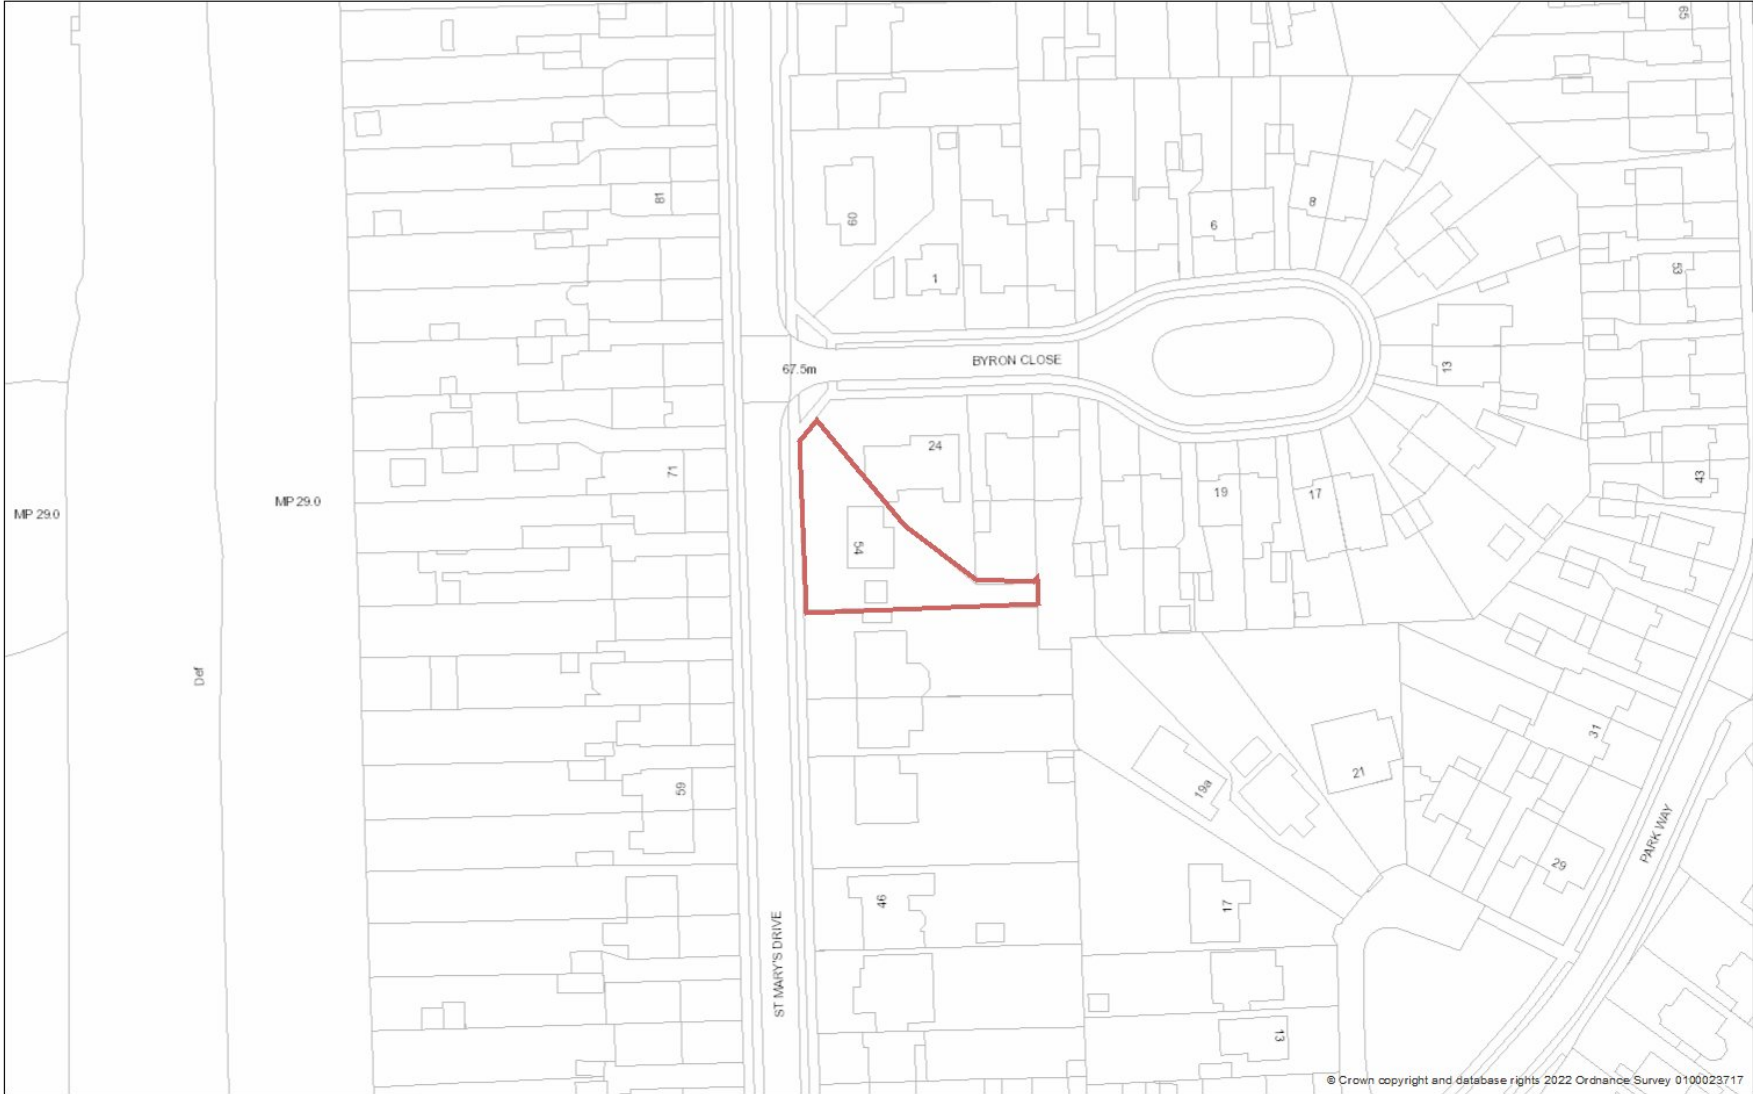 65
81
60
1
6
8
53
13
67.5m
BYRON CLOSE
24
71
19
17
43
MP 29.0
MP 29.0
54
Def
31
59
19a
21
PARK WAY
29
46
17
ST MARY'S DRIVE
13
© Crown copyright and database rights 2022 Ordnance Survey 0100023717